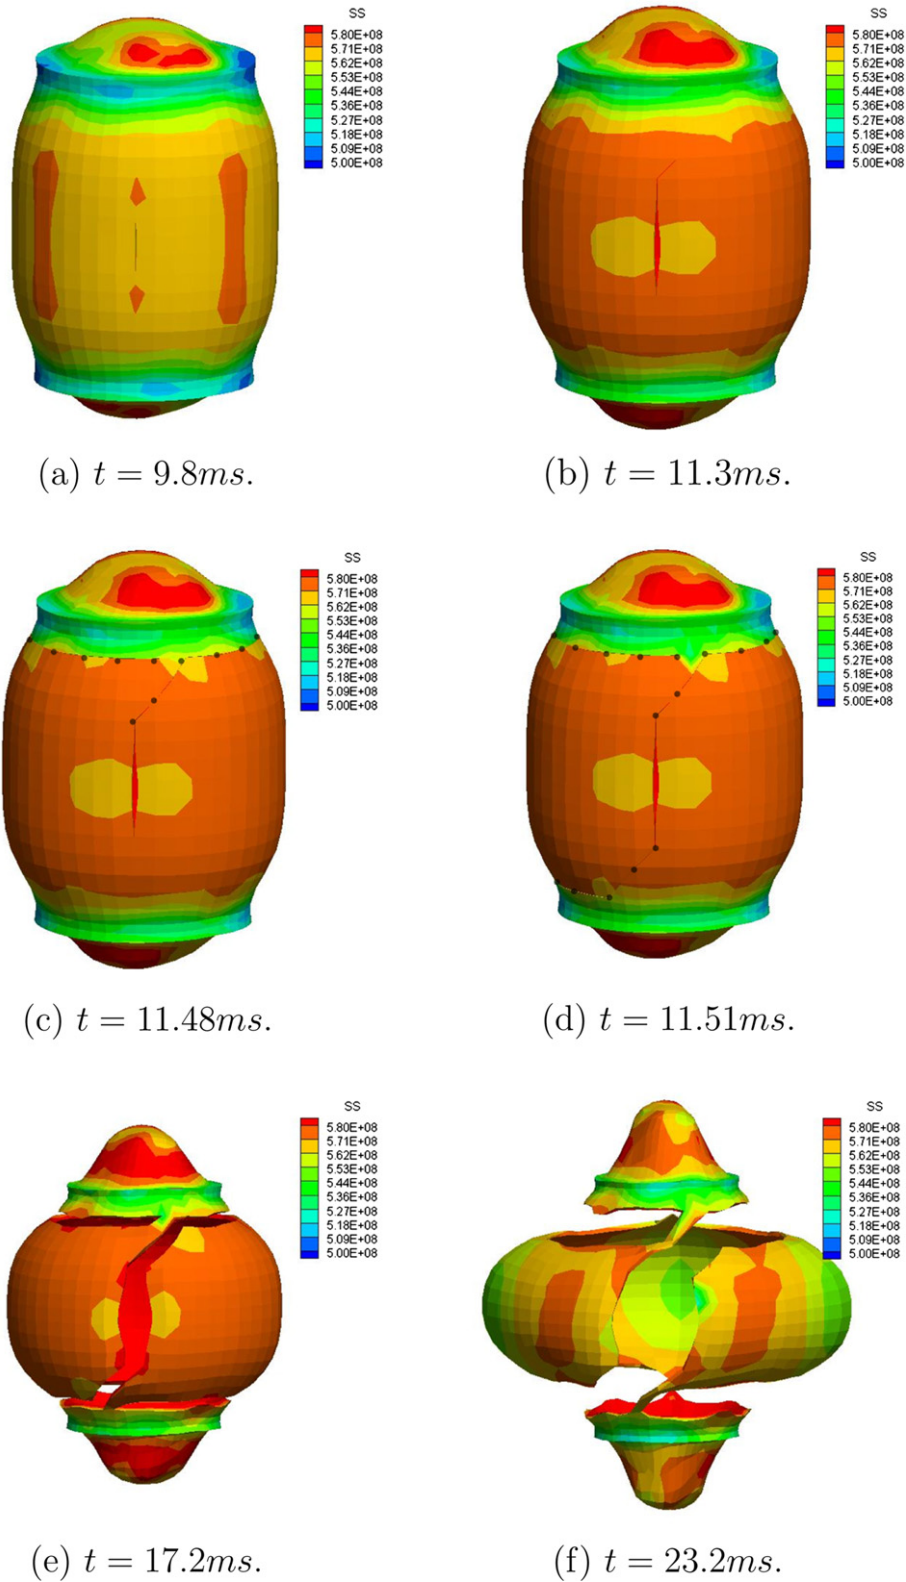 SS
5.80E+08
5.71E+08
5.62E+08
5.53E+08
5.44E+08
5.36E+08
5.27E+08
5.18E+08
5.09E+08
5.00E+08
SS
5.80E+08
5.71E+08
5.62E+08
5.53E+08
5.44E+08
5.36E+08
5.27E+08
5.18E+08
5.09E+08
5.00E+08
(a) t = 9.8ms.
(b) t = 11.3ms.
SS
5.80E+08
5.71E+08
5.62E+08
5.53E+08
5.44E+08
5.36E+08
5.27E+08
5.18E+08
5.09E+08
5.00E+08
SS
5.80E+08
5.71E+08
5.62E+08
5.53E+08
5.44E+08
5.36E+08
5.27E+08
5.18E+08
5.09E+08
5.00E+08
(c) t = 11.48ms.
(d) t = 11.51ms.
SS
5.80E+08
5.71E+08
5.62E+08
5.53E+08
5.44E+08
5.36E+08
5.27E+08
5.18E+08
5.09E+08
5.00E+08
SS
5.80E+08
5.71E+08
5.62E+08
5.53E+08
5.44E+08
5.36E+08
5.27E+08
5.18E+08
5.09E+08
5.00E+08
(e) t = 17.2ms.
(f) t = 23.2ms.